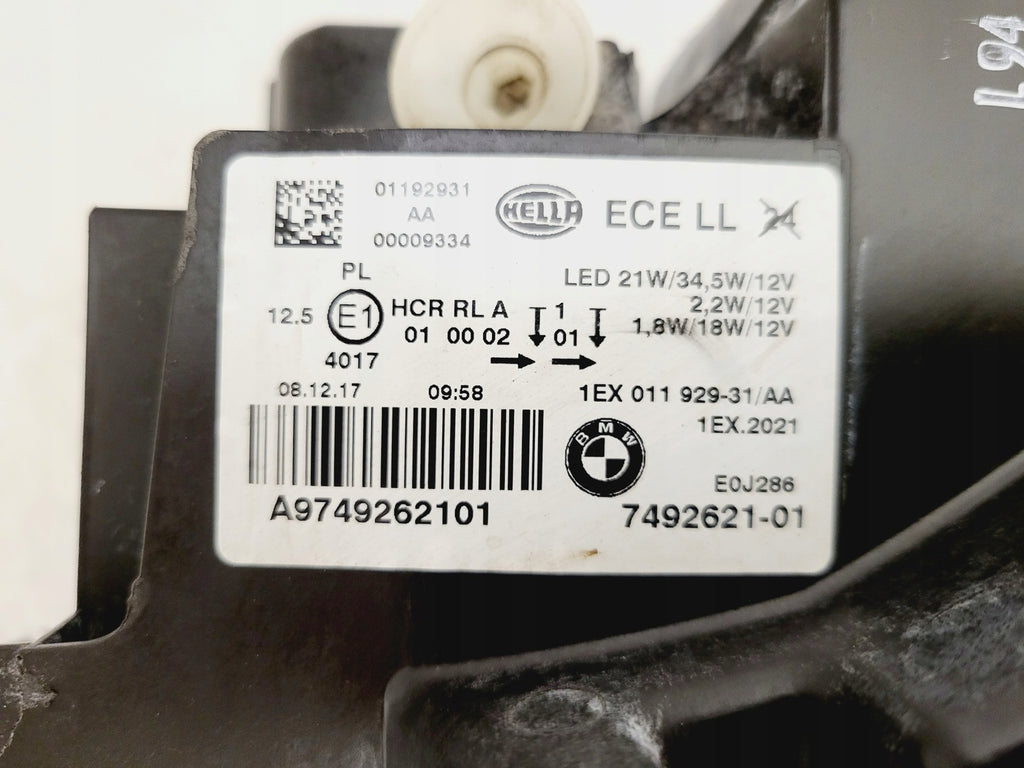 L94
01192931
AA
00009334
HELLA
ECE LL 24
PL
12.5 E1 HCR RL A 1
01 00 02 01
4017
LED 21W/34,5W/12V
2,2W/12V
1,8W/18W/12V
08.12.17 09:58
1EX 011 929-31/AA
1EX.2021
BMW
E0J286
A9749262101
7492621-01